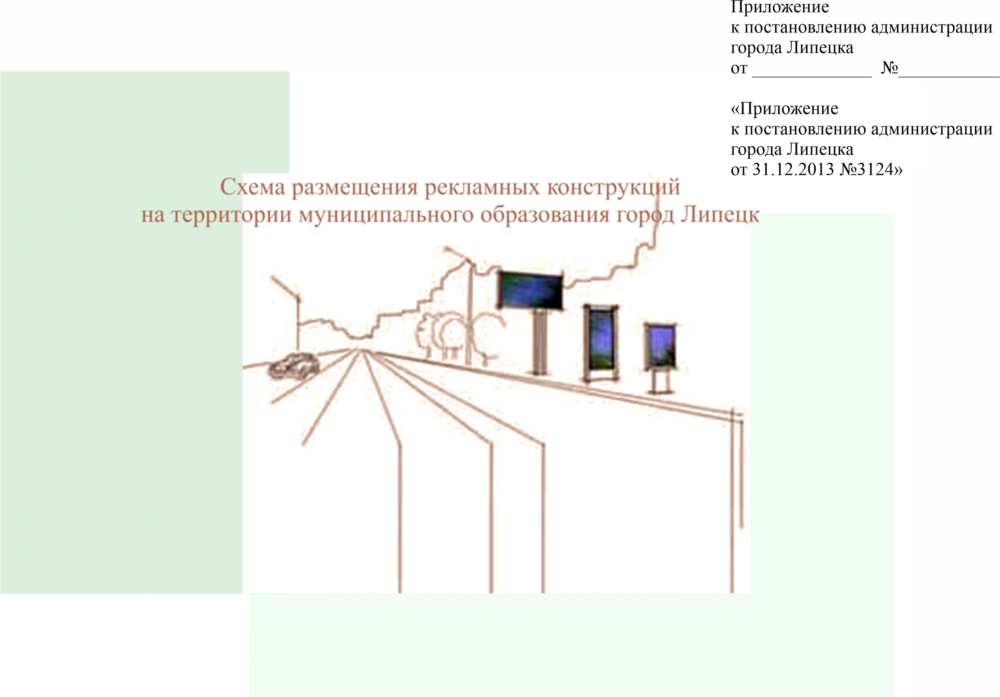 Приложение
к постановлению администрации
города Липецка
от _____________ №___________
«Приложение
к постановлению администрации
города Липецка
от 31.12.2013 №3124»
Схема размещения рекламных конструкций
на территории муниципального образования город Липецк